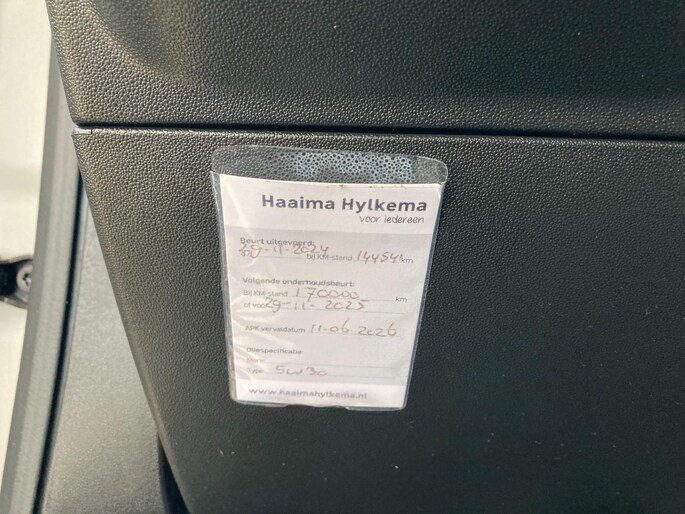 Haaima Hylkema
voor iedereen
Beurt uitgevoerd:
29-11-2024 bij KM-stand 144541 km
Volgende onderhoudsbeurt:
bij KM-stand 170000 km
of voor 29-11-2025
APK vervaldatum 11-06-2026
Oliespecificatie:
Merk
Type 5W30
www.haaimahylkema.nl